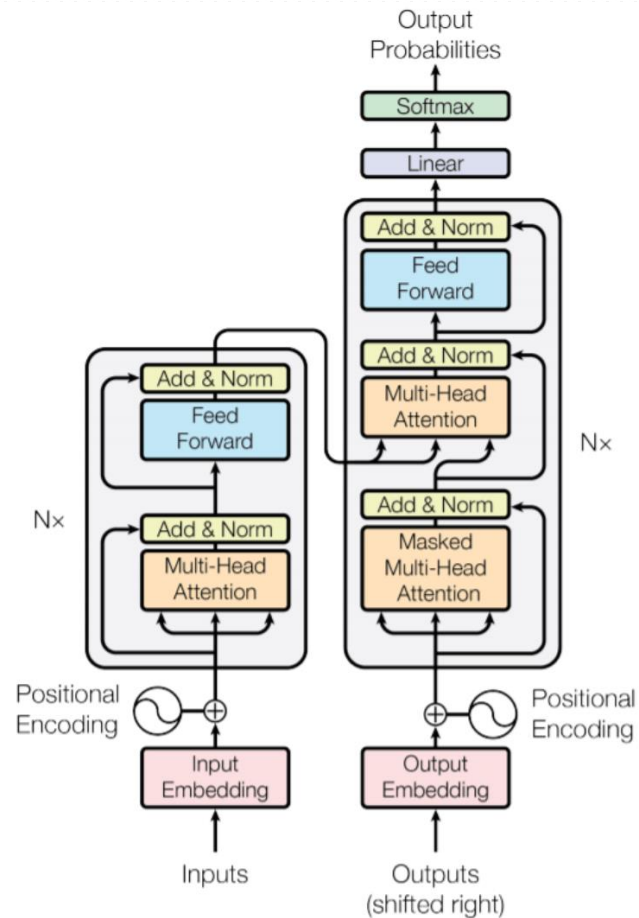 Output
Probabilities
Softmax
Linear
Add & Norm
Feed
Forward
Add & Norm
Multi-Head
Attention
Add & Norm
Masked
Multi-Head
Attention
Nx
Add & Norm
Feed
Forward
Add & Norm
Multi-Head
Attention
Nx
Positional
Encoding
Positional
Encoding
Input
Embedding
Output
Embedding
Inputs
Outputs
(shifted right)